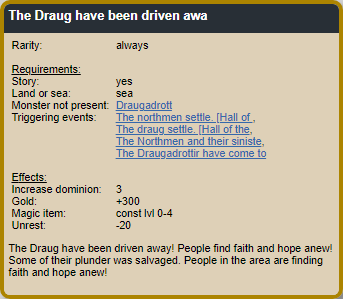 The Draug have been driven awa
Rarity: always
Requirements:
Story: yes
Land or sea: sea
Monster not present: Draugadrott
Triggering events: The northmen settle. [Hall of ,
The draug settle. [Hall of the,
The Northmen and their siniste,
The Draugadrottir have come to
Effects:
Increase dominion: 3
Gold: +300
Magic item: const lvl 0-4
Unrest: -20
The Draug have been driven away! People find faith and hope anew!
Some of their plunder was salvaged. People in the area are finding
faith and hope anew!